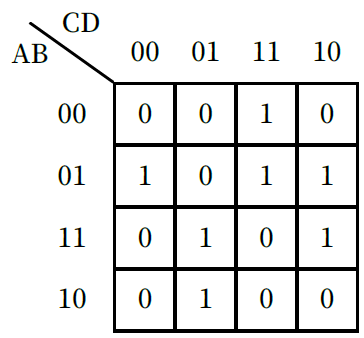 CD
AB
00 01 11 10
00 0 0 1 0
01 1 0 1 1
11 0 1 0 1
10 0 1 0 0